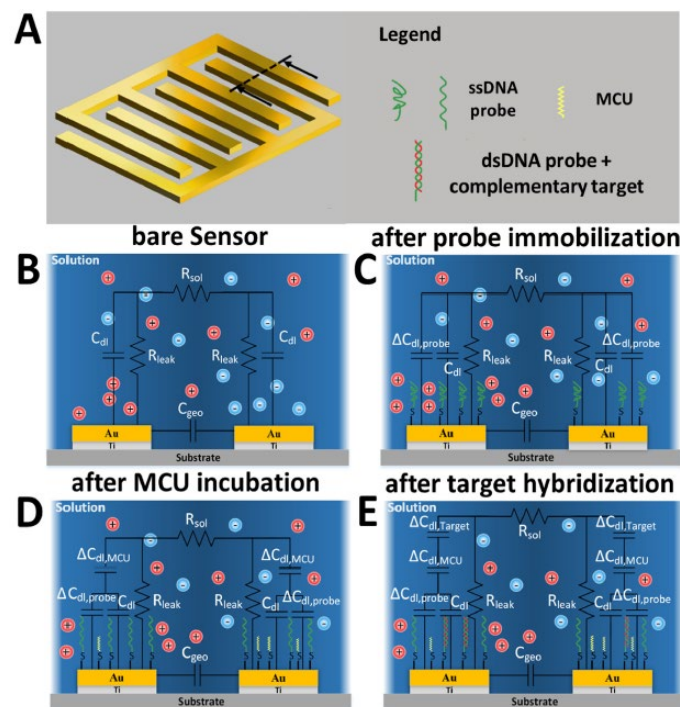 A
Legend
ssDNA
probe
MCU
dsDNA probe +
complementary target
bare Sensor
after probe immobilization
B
Solution
Rsol
Cdl
Cdl
Rleak
Rleak
Cgeo
Au
Au
Ti
Ti
Substrate
C
Solution
Rsol
ΔCdl,probe
ΔCdl,probe
Cdl
Rleak
Rleak
Cdl
Cgeo
S S S S S S S
Au
Au
Ti
Ti
Substrate
after MCU incubation
after target hybridization
D
Solution
Rsol
ΔCdl,MCU
ΔCdl,MCU
ΔCdl,probe
Cdl
Rleak
Rleak
Cdl
ΔCdl,probe
Cgeo
Au
Au
Ti
Ti
Substrate
E
Solution
Rsol
ΔCdl,Target
ΔCdl,Target
ΔCdl,MCU
ΔCdl,MCU
ΔCdl,probe
Cdl
Rleak
Rleak
Cdl
ΔCdl,probe
Cgeo
Au
Au
Ti
Ti
Substrate